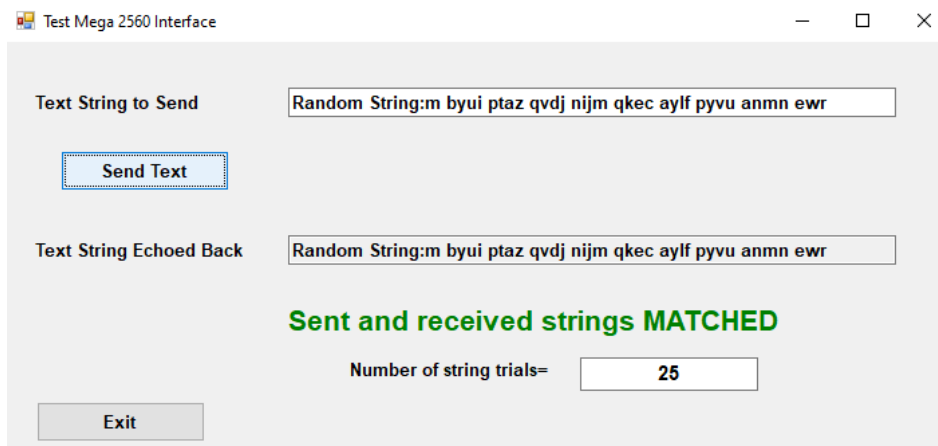 Test Mega 2560 Interface
Text String to Send Random String:m byui ptaz qvdj nijm qkec aylf pyvu anmn ewr
Send Text
Text String Echoed Back Random String:m byui ptaz qvdj nijm qkec aylf pyvu anmn ewr
Sent and received strings MATCHED
Number of string trials= 25
Exit